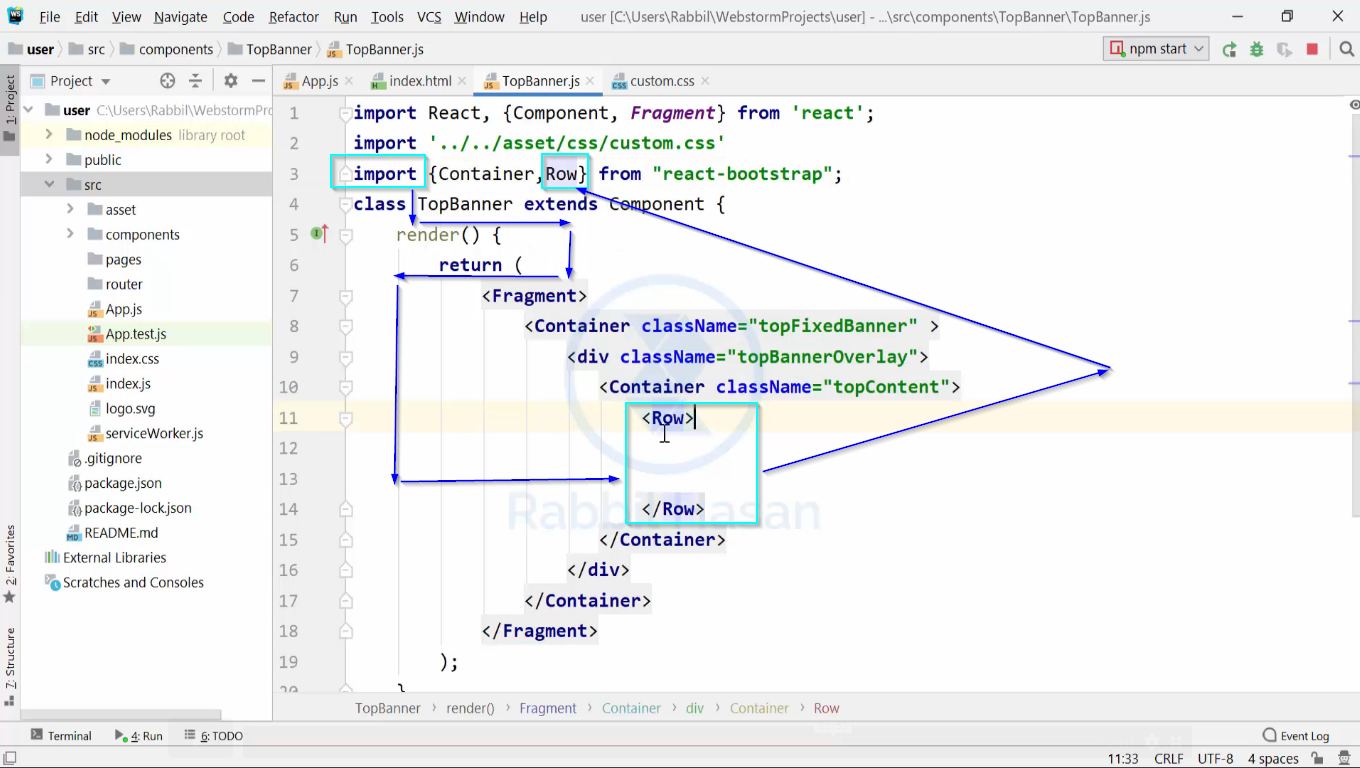 File Edit View Navigate Code Refactor Run Tools VCS Window Help user [C:\Users\Rabbil\WebstormProjects\user] - ...\src\components\TopBanner\TopBanner.js
user src components TopBanner TopBanner.js npm start
Project App.js index.html TopBanner.js custom.css
1: Project
user C:\Users\Rabbil\WebstormPro
node_modules library root
public
src
asset
components
pages
router
App.js
App.test.js
index.css
index.js
logo.svg
serviceWorker.js
.gitignore
package.json
package-lock.json
README.md
External Libraries
Scratches and Consoles
2: Favorites
7: Structure
1 import React, {Component, Fragment} from 'react';
2 import '../../asset/css/custom.css'
3 import {Container,Row} from "react-bootstrap";
4 class TopBanner extends Component {
5 render() {
6 return (
7 <Fragment>
8 <Container className="topFixedBanner" >
9 <div className="topBannerOverlay">
10 <Container className="topContent">
11 <Row>
12
13
14 </Row>
15 </Container>
16 </div>
17 </Container>
18 </Fragment>
19 );
20 }
Rabbil Hasan
TopBanner render() Fragment Container div Container Row
Terminal 4: Run 6: TODO Event Log
11:33 CRLF UTF-8 4 spaces